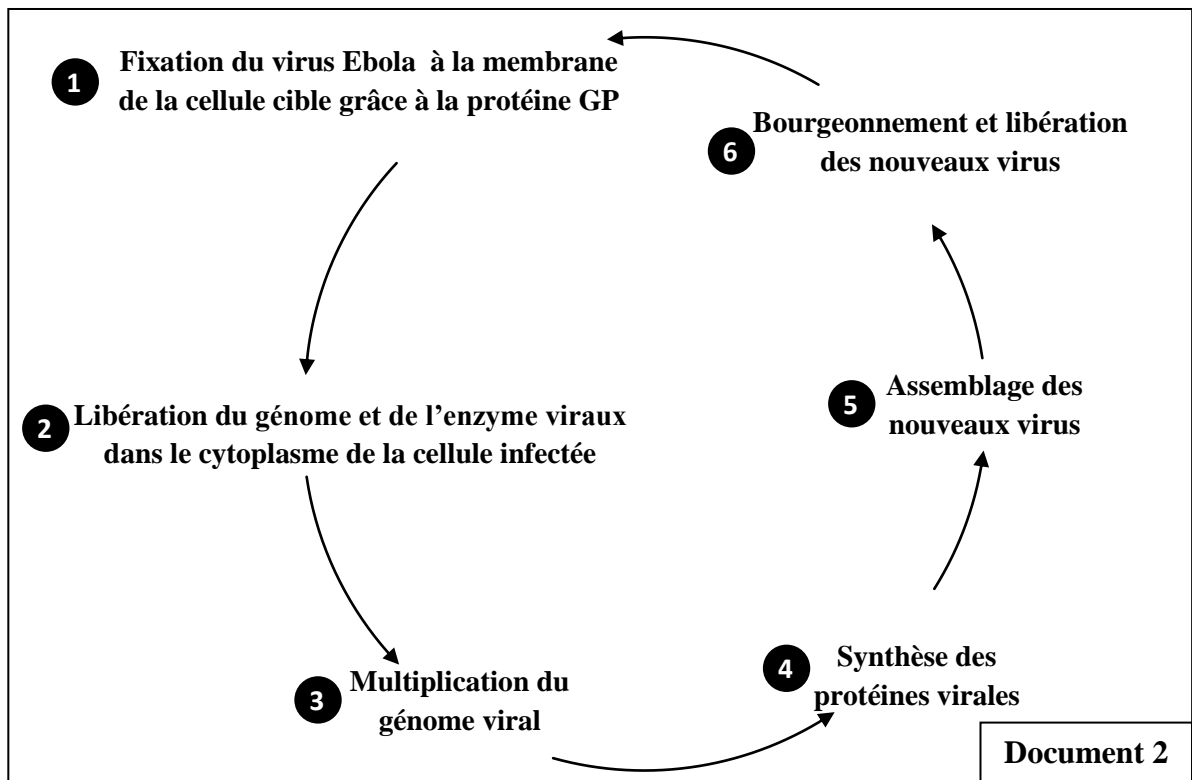 1
Fixation du virus Ebola à la membrane
de la cellule cible grâce à la protéine GP
2
Libération du génome et de l’enzyme viraux
dans le cytoplasme de la cellule infectée
3
Multiplication du
génome viral
4
Synthèse des
protéines virales
5
Assemblage des
nouveaux virus
6
Bourgeonnement et libération
des nouveaux virus
Document 2